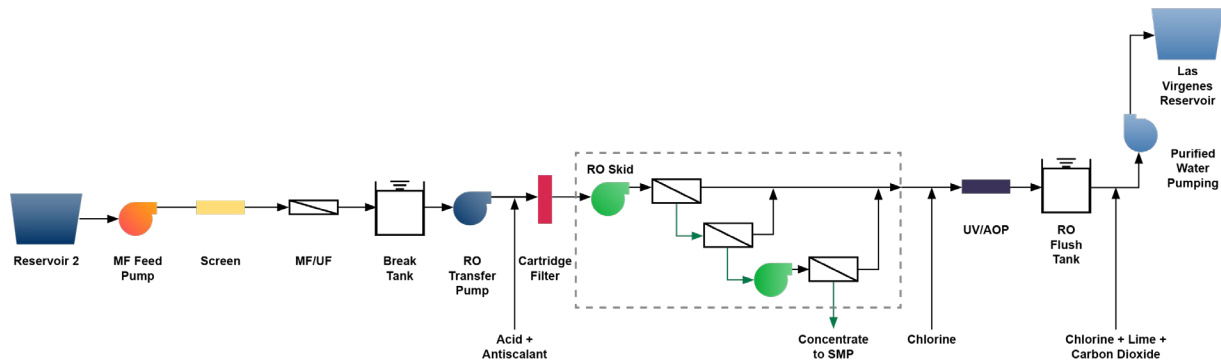 Reservoir 2
MF Feed
Pump
Screen
MF/UF
Break
Tank
RO
Transfer
Pump
Acid +
Antiscalant
Cartridge
Filter
RO Skid
Concentrate
to SMP
Chlorine
UV/AOP
RO
Flush
Tank
Chlorine + Lime +
Carbon Dioxide
Purified
Water
Pumping
Las
Virgenes
Reservoir